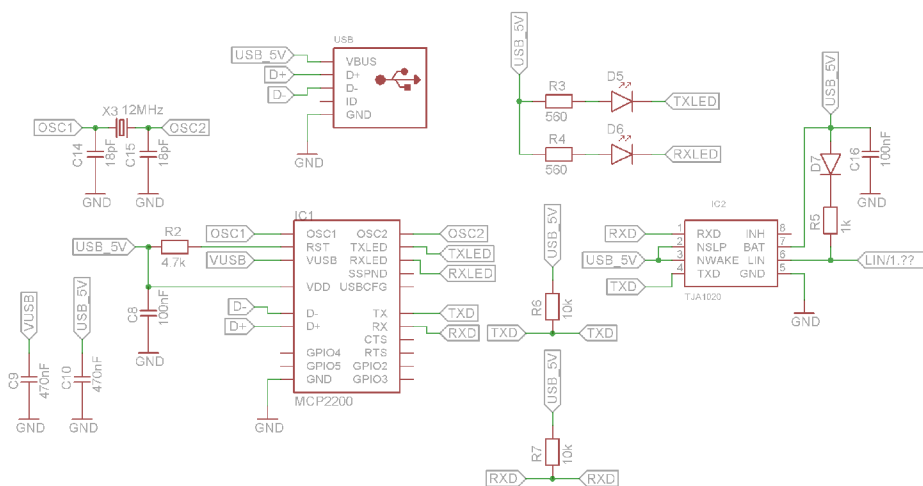 USB
USB_5V
VBUS
D+
D+
D-
D-
ID
GND
GND
X3
12MHz
OSC1
OSC2
C14
18pF
C15
18pF
GND
GND
USB_5V
R3
560
D5
TXLED
R4
560
D6
RXLED
USB_5V
D7
C16
100nF
GND
R5
1k
IC2
RXD
1
RXD
INH
8
2
NSLP
BAT
7
USB_5V
3
NWAKE
LIN
6
LIN/1.??
4
TXD
GND
5
TXD
TJA1020
GND
IC1
USB_5V
R2
4.7k
OSC1
OSC1
OSC2
OSC2
RST
TXLED
TXLED
VUSB
VUSB
RXLED
RXLED
SSPND
VDD
USBCFG
C8
100nF
GND
D-
D-
TX
TXD
D+
D+
RX
RXD
CTS
GPIO4
RTS
GPIO5
GPIO2
GND
GPIO3
MCP2200
GND
VUSB
C9
470nF
GND
USB_5V
C10
470nF
GND
USB_5V
R6
10k
TXD
TXD
USB_5V
R7
10k
RXD
RXD